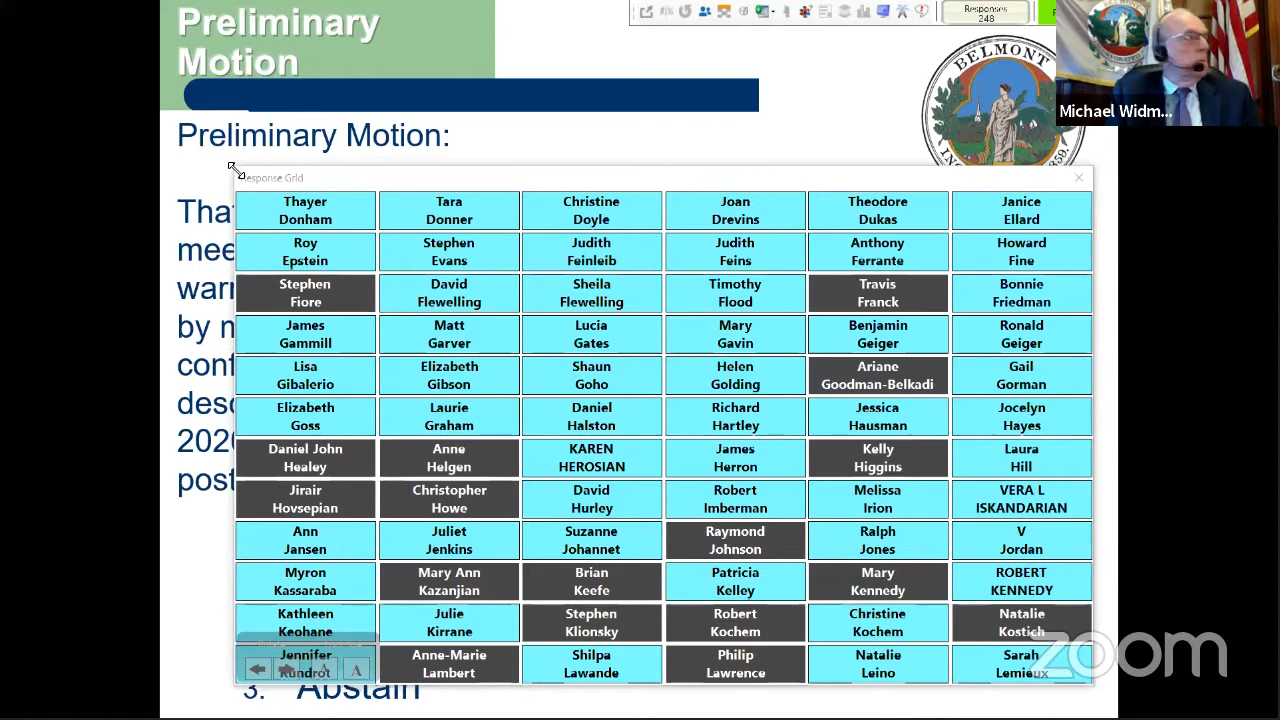 Preliminary
Motion
Responses
248
BELMONT
Michael Widm...
Preliminary Motion:
Response Grid
Thayer Donham
Tara Donner
Christine Doyle
Joan Drevins
Theodore Dukas
Janice Ellard
Roy Epstein
Stephen Evans
Judith Feinleib
Judith Feins
Anthony Ferrante
Howard Fine
Stephen Fiore
David Flewelling
Sheila Flewelling
Timothy Flood
Travis Franck
Bonnie Friedman
James Gammill
Matt Garver
Lucia Gates
Mary Gavin
Benjamin Geiger
Ronald Geiger
Lisa Gibalerio
Elizabeth Gibson
Shaun Goho
Helen Golding
Ariane Goodman-Belkadi
Gail Gorman
Elizabeth Goss
Laurie Graham
Daniel Halston
Richard Hartley
Jessica Hausman
Jocelyn Hayes
Daniel John Healey
Anne Helgen
KAREN HEROSIAN
James Herron
Kelly Higgins
Laura Hill
Jirair Hovsepian
Christopher Howe
David Hurley
Robert Imberman
Melissa Irion
VERA L ISKANDARIAN
Ann Jansen
Juliet Jenkins
Suzanne Johannet
Raymond Johnson
Ralph Jones
V Jordan
Myron Kassaraba
Mary Ann Kazanjian
Brian Keefe
Patricia Kelley
Mary Kennedy
ROBERT KENNEDY
Kathleen Keohane
Julie Kirrane
Stephen Klionsky
Robert Kochem
Christine Kochem
Natalie Kostich
Jennifer Kundrot
Anne-Marie Lambert
Shilpa Lawande
Philip Lawrence
Natalie Leino
Sarah Lemieux
3. Abstain
zoom